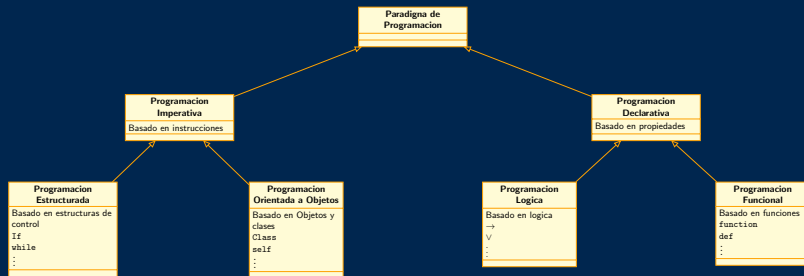 Paradigna de
Programacion
Programacion
Imperativa
Basado en instrucciones
Programacion
Declarativa
Basado en propiedades
Programacion
Estructurada
Basado en estructuras de
control
If
while
⋮
Programacion
Orientada a Objetos
Basado en Objetos y
clases
Class
self
⋮
Programacion
Logica
Basado en logica
→
∨
⋮
Programacion
Funcional
Basado en funciones
function
def
⋮